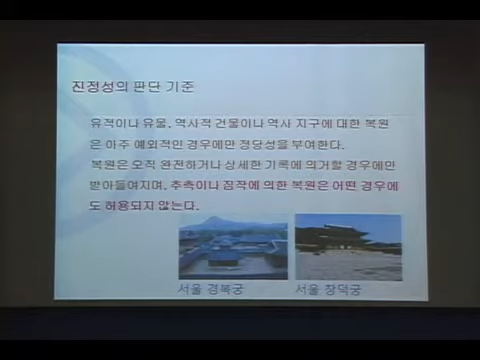 진정성의 판단 기준
유적이나 유물, 역사적 건물이나 역사 지구에 대한 복원
은 아주 예외적인 경우에만 정당성을 부여한다.
복원은 오직 완전하거나 상세한 기록에 의거할 경우에만
받아들여지며, 추측이나 짐작에 의한 복원은 어떤 경우에
도 허용되지 않는다.
서울 경복궁
서울 창덕궁